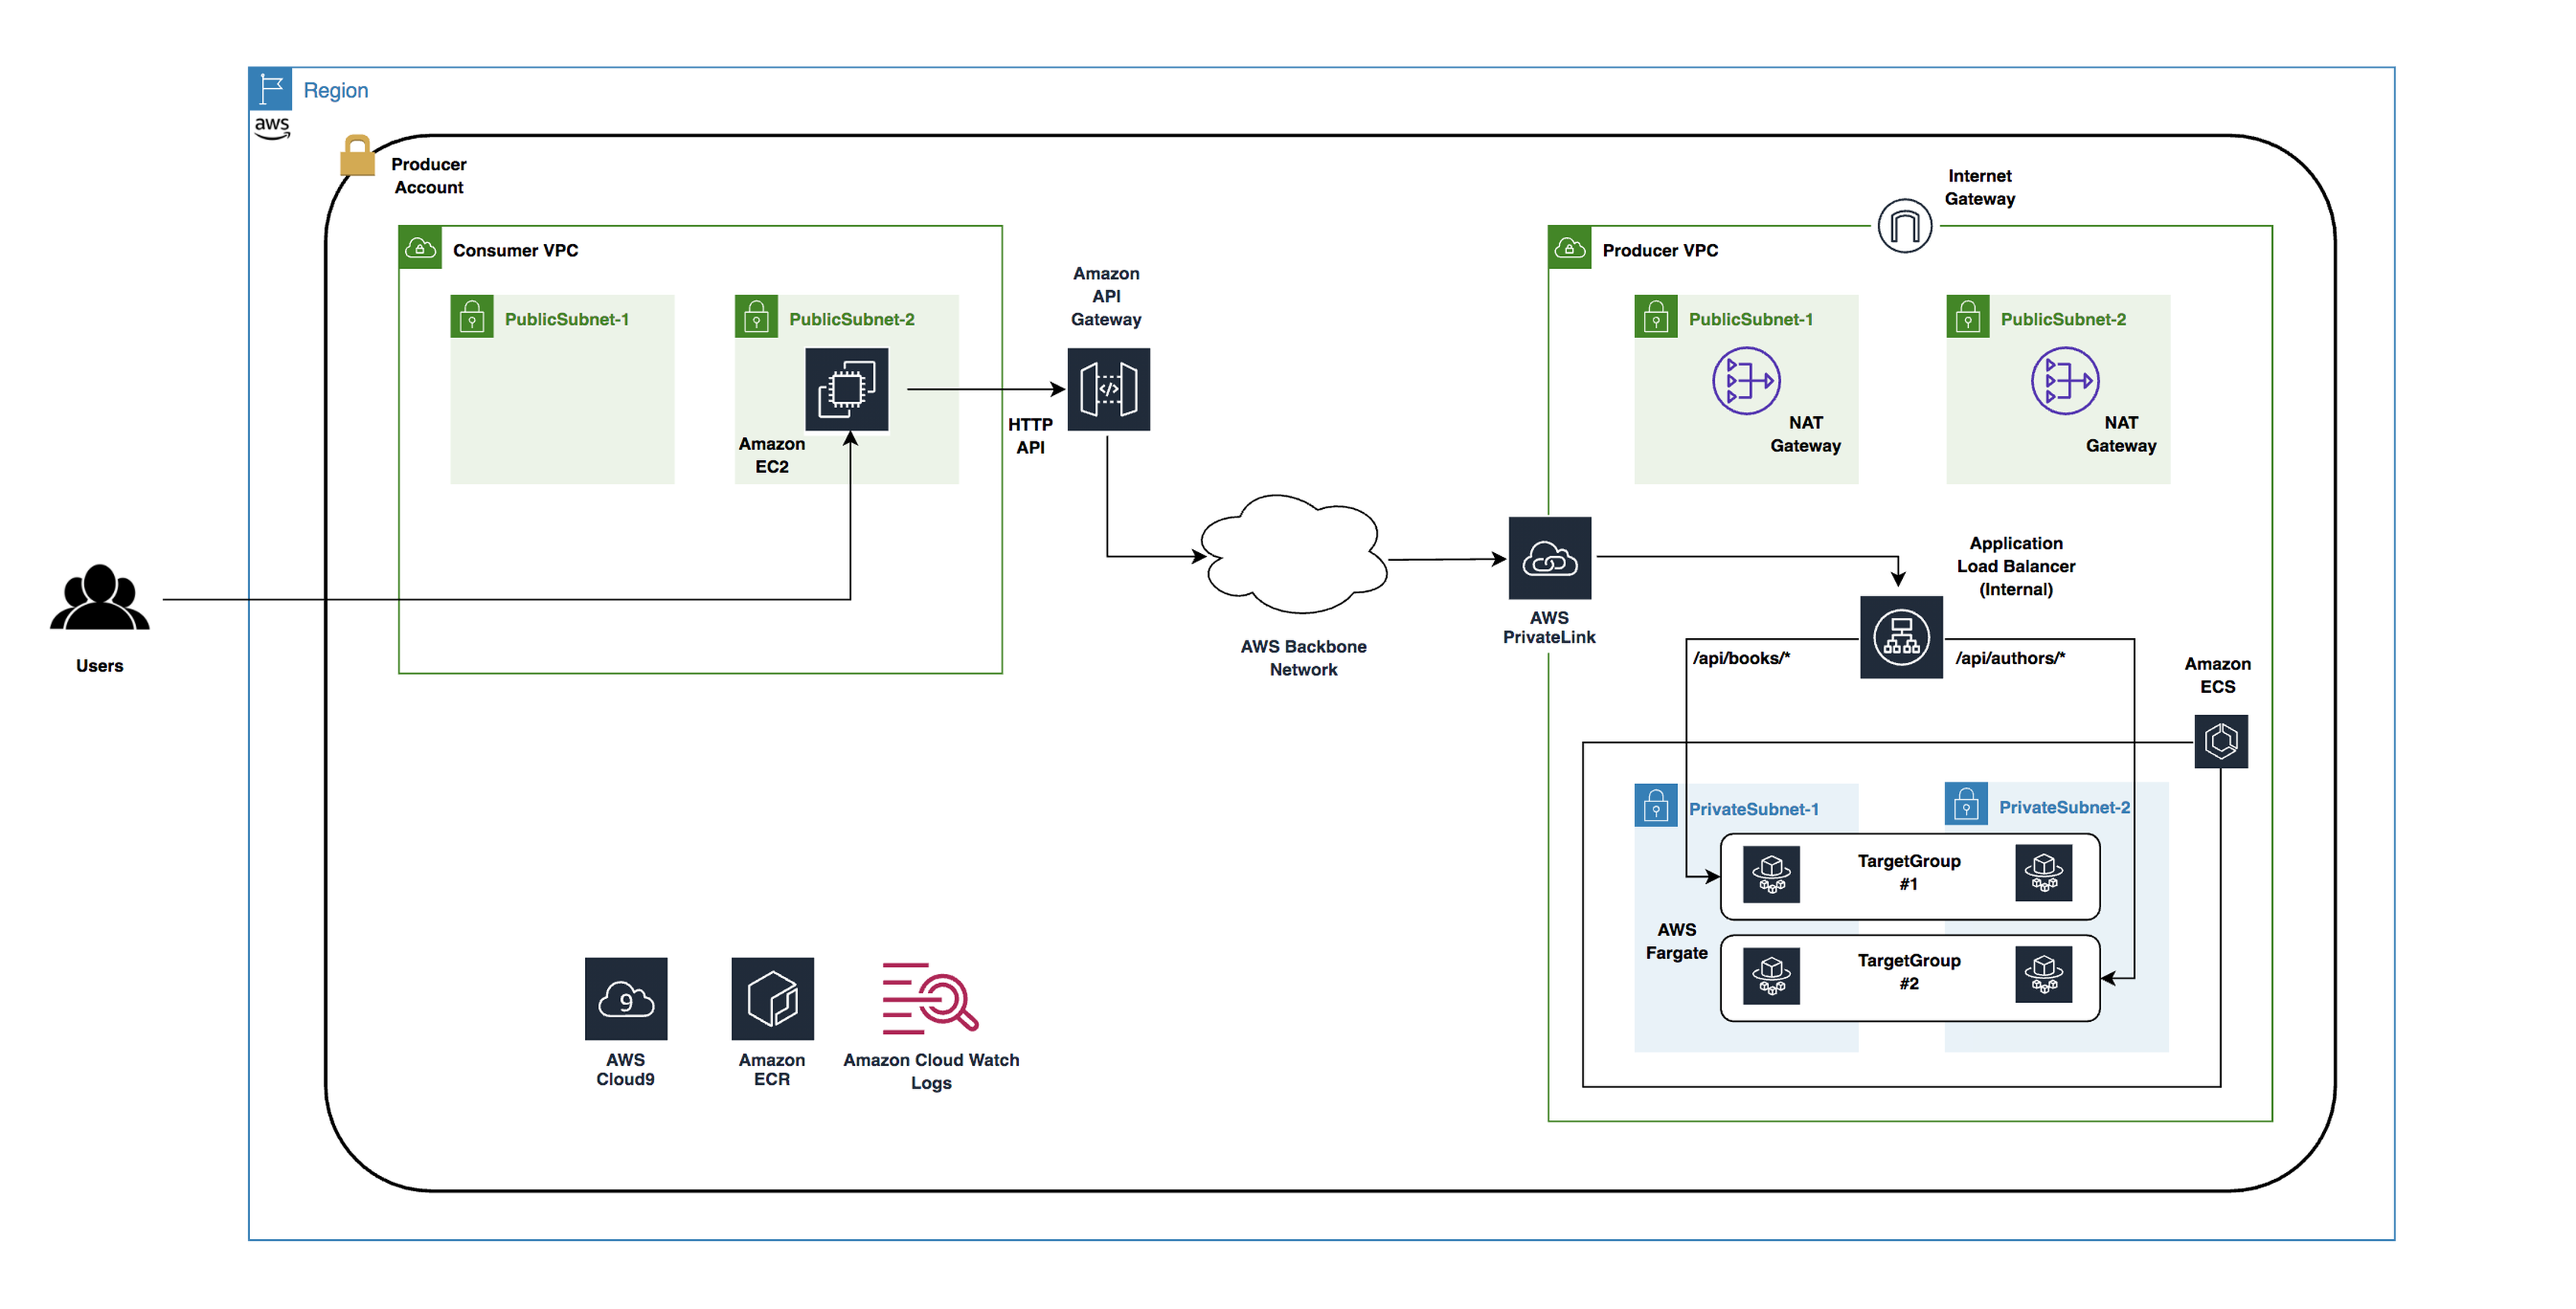 Region
aws
Producer
Account
Internet
Gateway
Consumer VPC
Producer VPC
Amazon
API
Gateway
PublicSubnet-1
PublicSubnet-2
PublicSubnet-1
PublicSubnet-2
</>
HTTP
API
Amazon
EC2
NAT
Gateway
NAT
Gateway
Application
Load Balancer
(Internal)
AWS
PrivateLink
AWS Backbone
Network
Users
/api/books/*
/api/authors/*
Amazon
ECS
PrivateSubnet-1
PrivateSubnet-2
TargetGroup
#1
AWS
Fargate
TargetGroup
#2
9
AWS
Cloud9
Amazon
ECR
Amazon Cloud Watch
Logs